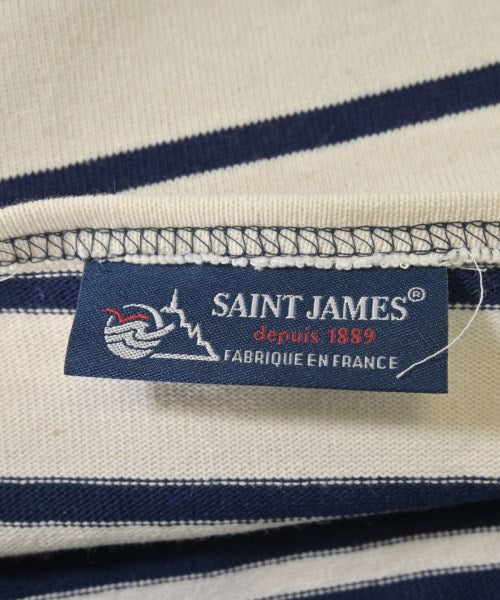 SAINT JAMES®
depuis 1889
FABRIQUE EN FRANCE